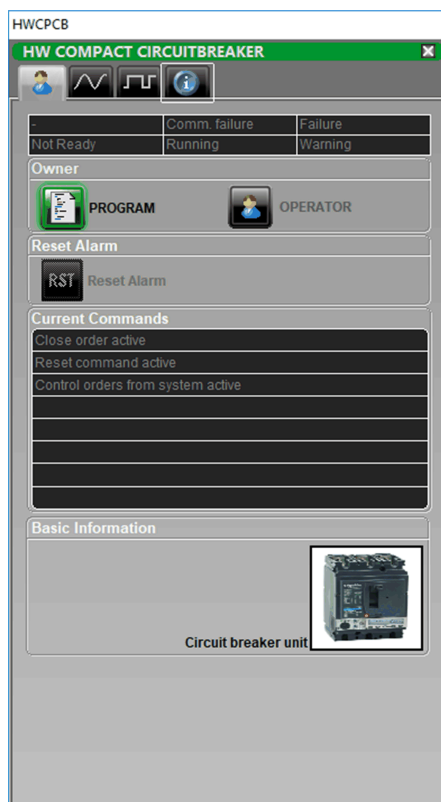 HWCPCB
HW COMPACT CIRCUITBREAKER
- Comm. failure Failure
Not Ready Running Warning
Owner
PROGRAM OPERATOR
Reset Alarm
RST Reset Alarm
Current Commands
Close order active
Reset command active
Control orders from system active
Basic Information
Circuit breaker unit